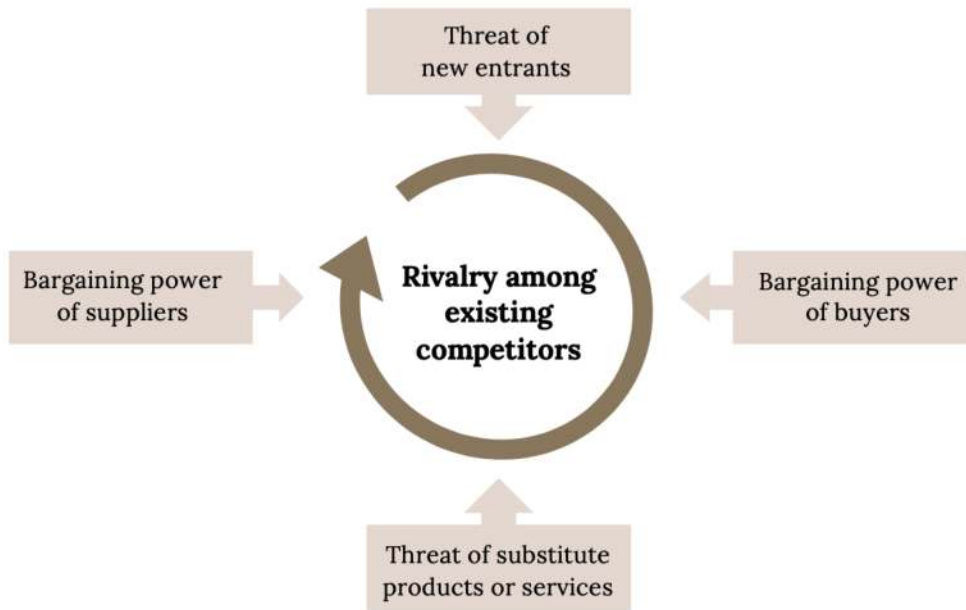 Threat of
new entrants
Bargaining power
of suppliers
Rivalry among
existing
competitors
Bargaining power
of buyers
Threat of substitute
products or services